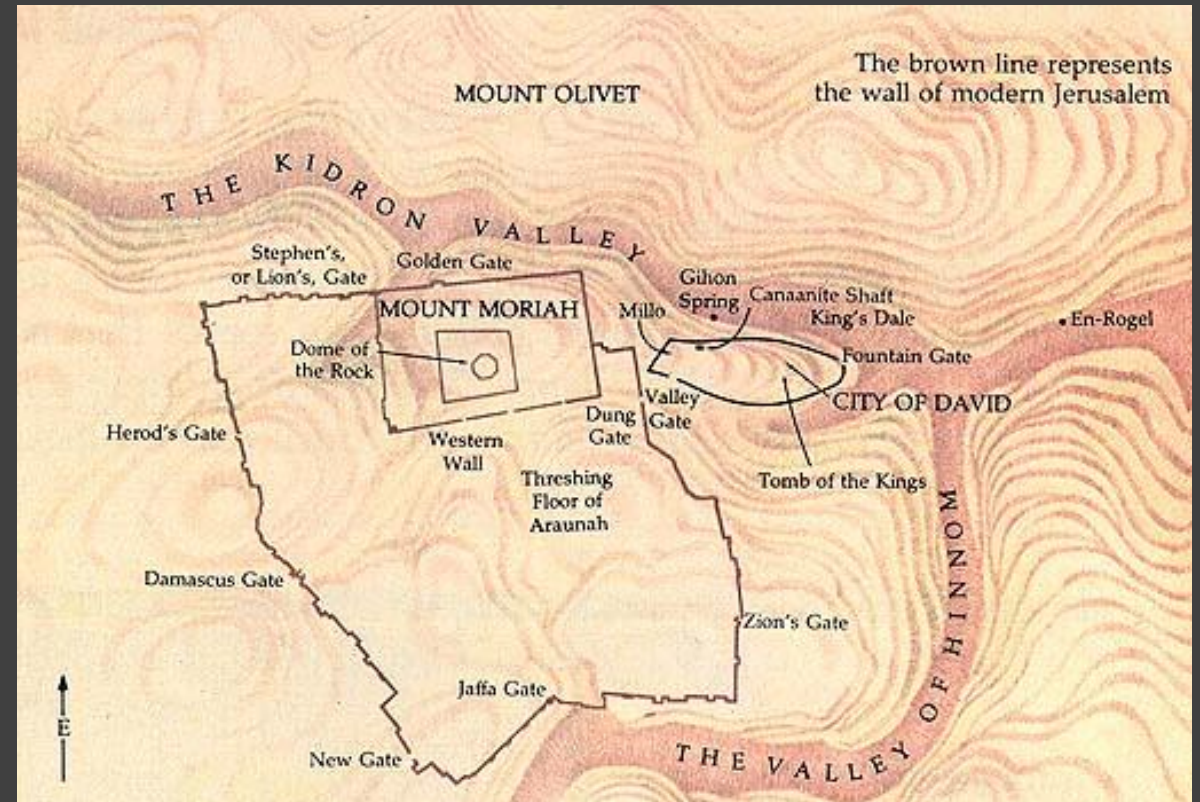 The brown line represents
the wall of modern Jerusalem
MOUNT OLIVET
THE KIDRON VALLEY
Stephen's,
or Lion's, Gate
Golden Gate
MOUNT MORIAH
Dome of
the Rock
Millo
Gihon
Spring
Canaanite Shaft
King's Dale
En-Rogel
Fountain Gate
CITY OF DAVID
Valley
Gate
Dung
Gate
Herod's Gate
Western
Wall
Threshing
Floor of
Araunah
Tomb of the Kings
Damascus Gate
Zion's Gate
Jaffa Gate
New Gate
E
THE VALLEY OF HINNOM